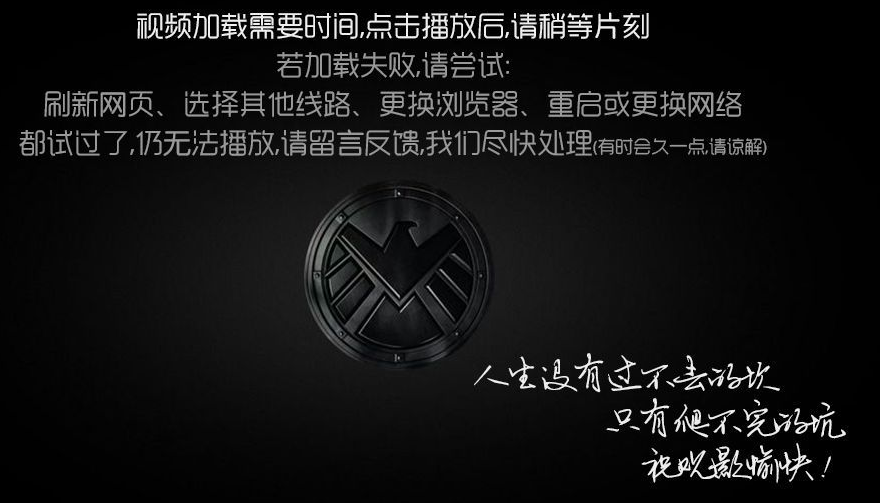 视频加载需要时间,点击播放后,请稍等片刻
若加载失败,请尝试:
刷新网页、选择其他线路、更换浏览器、重启或更换网络
都试过了,仍无法播放,请留言反馈,我们尽快处理(有时会久一点,请谅解)
人生没有过不去的坎
只有爬不完的坑
祝观影愉快!